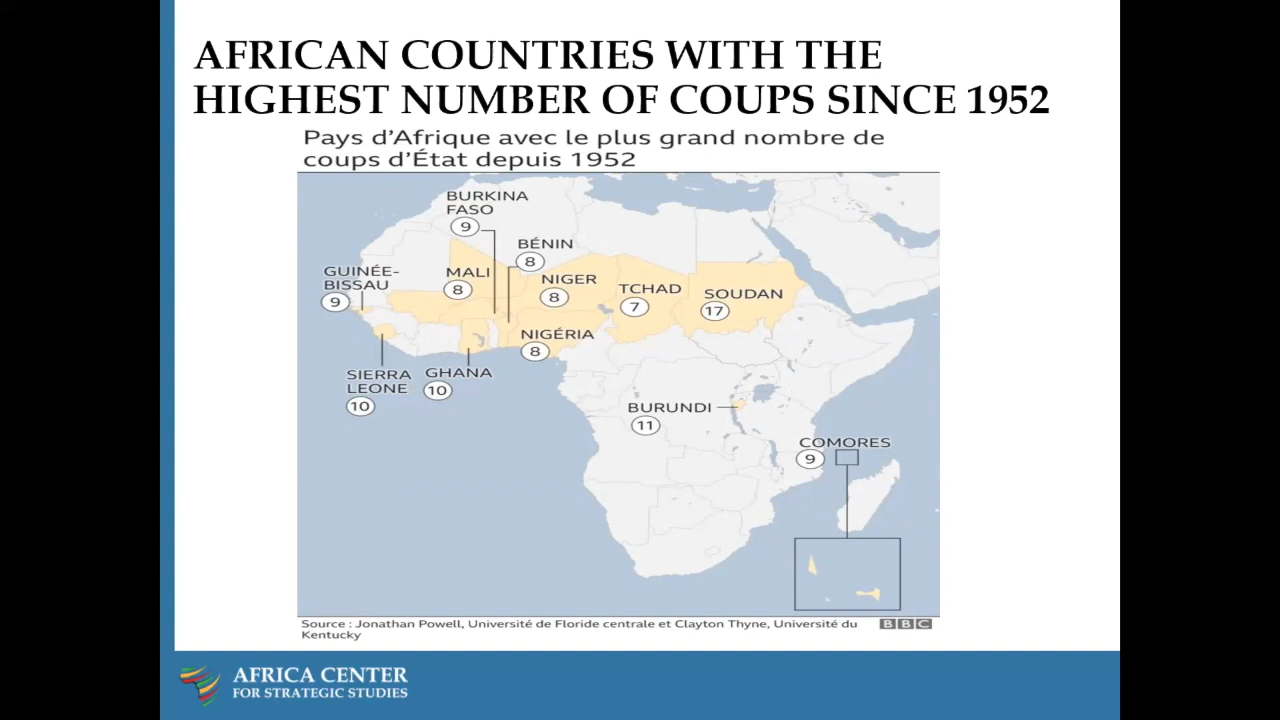 AFRICAN COUNTRIES WITH THE
HIGHEST NUMBER OF COUPS SINCE 1952
Pays d'Afrique avec le plus grand nombre de
coups d'État depuis 1952
BURKINA
FASO
9
BÉNIN
8
GUINÉE-
BISSAU
9
MALI
8
NIGER
8
TCHAD
7
SOUDAN
17
NIGÉRIA
8
SIERRA
LEONE
10
GHANA
10
BURUNDI
11
COMORES
9
Source : Jonathan Powell, Université de Floride centrale et Clayton Thyne, Université du
Kentucky
BBC
AFRICA CENTER
FOR STRATEGIC STUDIES